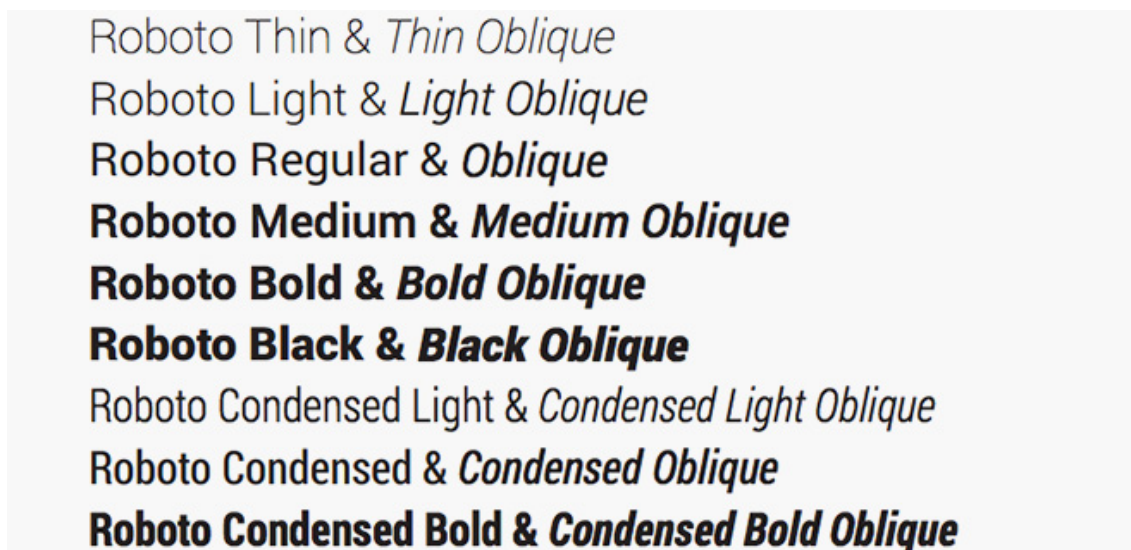 Roboto Thin & Thin Oblique
Roboto Light & Light Oblique
Roboto Regular & Oblique
Roboto Medium & Medium Oblique
Roboto Bold & Bold Oblique
Roboto Black & Black Oblique
Roboto Condensed Light & Condensed Light Oblique
Roboto Condensed & Condensed Oblique
Roboto Condensed Bold & Condensed Bold Oblique